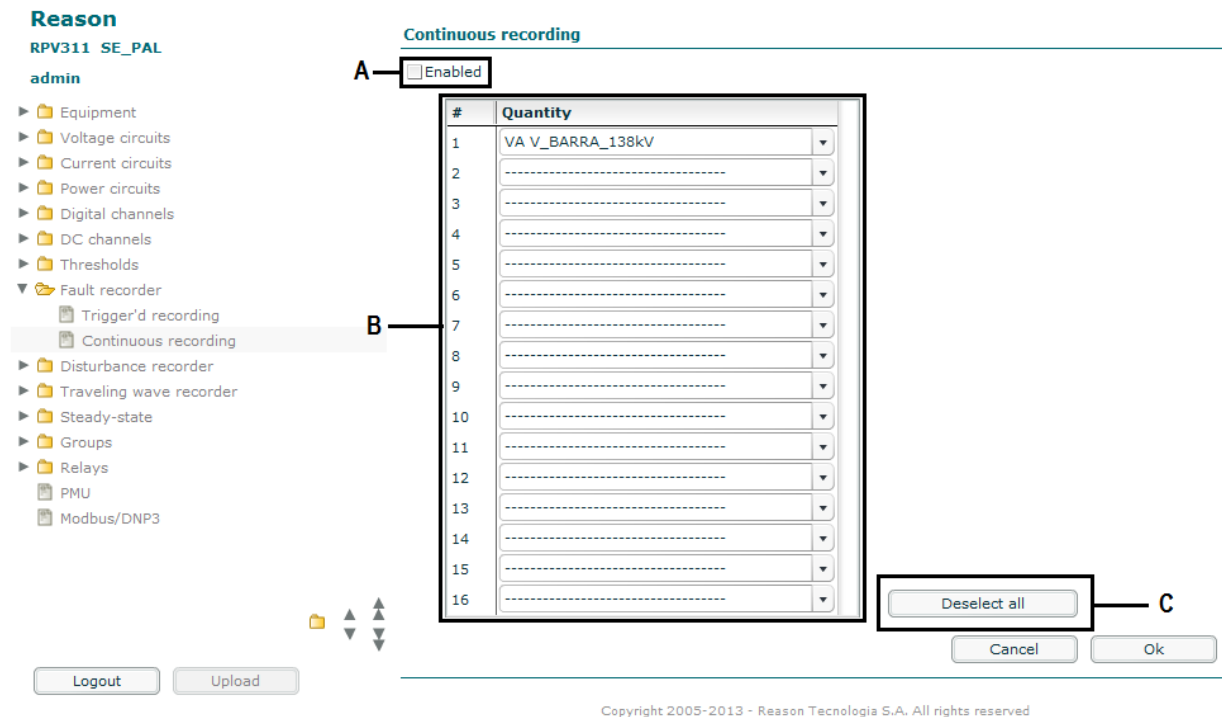 Reason
RPV311 SE_PAL
admin
Equipment
Voltage circuits
Current circuits
Power circuits
Digital channels
DC channels
Thresholds
Fault recorder
Trigger'd recording
Continuous recording
Disturbance recorder
Traveling wave recorder
Steady-state
Groups
Relays
PMU
Modbus/DNP3
Logout Upload
Continuous recording
A
Enabled
B
# Quantity
1 VA V_BARRA_138kV
2 ----------------------------------
3 ----------------------------------
4 ----------------------------------
5 ----------------------------------
6 ----------------------------------
7 ----------------------------------
8 ----------------------------------
9 ----------------------------------
10 ----------------------------------
11 ----------------------------------
12 ----------------------------------
13 ----------------------------------
14 ----------------------------------
15 ----------------------------------
16 ----------------------------------
Deselect all
C
Cancel Ok
Copyright 2005-2013 - Reason Tecnologia S.A. All rights reserved